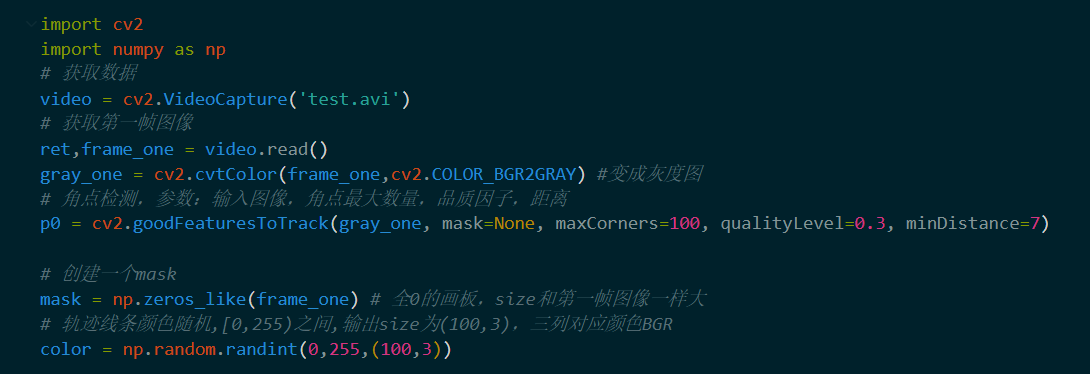 import cv2
import numpy as np
# 获取数据
video = cv2.VideoCapture('test.avi')
# 获取第一帧图像
ret,frame_one = video.read()
gray_one = cv2.cvtColor(frame_one,cv2.COLOR_BGR2GRAY) #变成灰度图
# 角点检测，参数：输入图像，角点最大数量，品质因子，距离
p0 = cv2.goodFeaturesToTrack(gray_one, mask=None, maxCorners=100, qualityLevel=0.3, minDistance=7)
# 创建一个mask
mask = np.zeros_like(frame_one) # 全0的画板，size和第一帧图像一样大
# 轨迹线条颜色随机,[0,255)之间,输出size为(100,3)，三列对应颜色BGR
color = np.random.randint(0,255,(100,3))